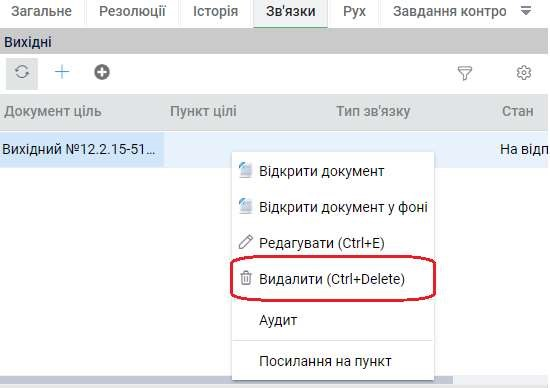 Загальне Резолюції Історія Зв'язки Рух Завдання контро
Вихідні
Документ ціль Пункт цілі Тип зв'язку Стан
Вихідний №12.2.15-51... На відп
Відкрити документ
Відкрити документ у фоні
Редагувати (Ctrl+E)
Видалити (Ctrl+Delete)
Аудит
Посилання на пункт